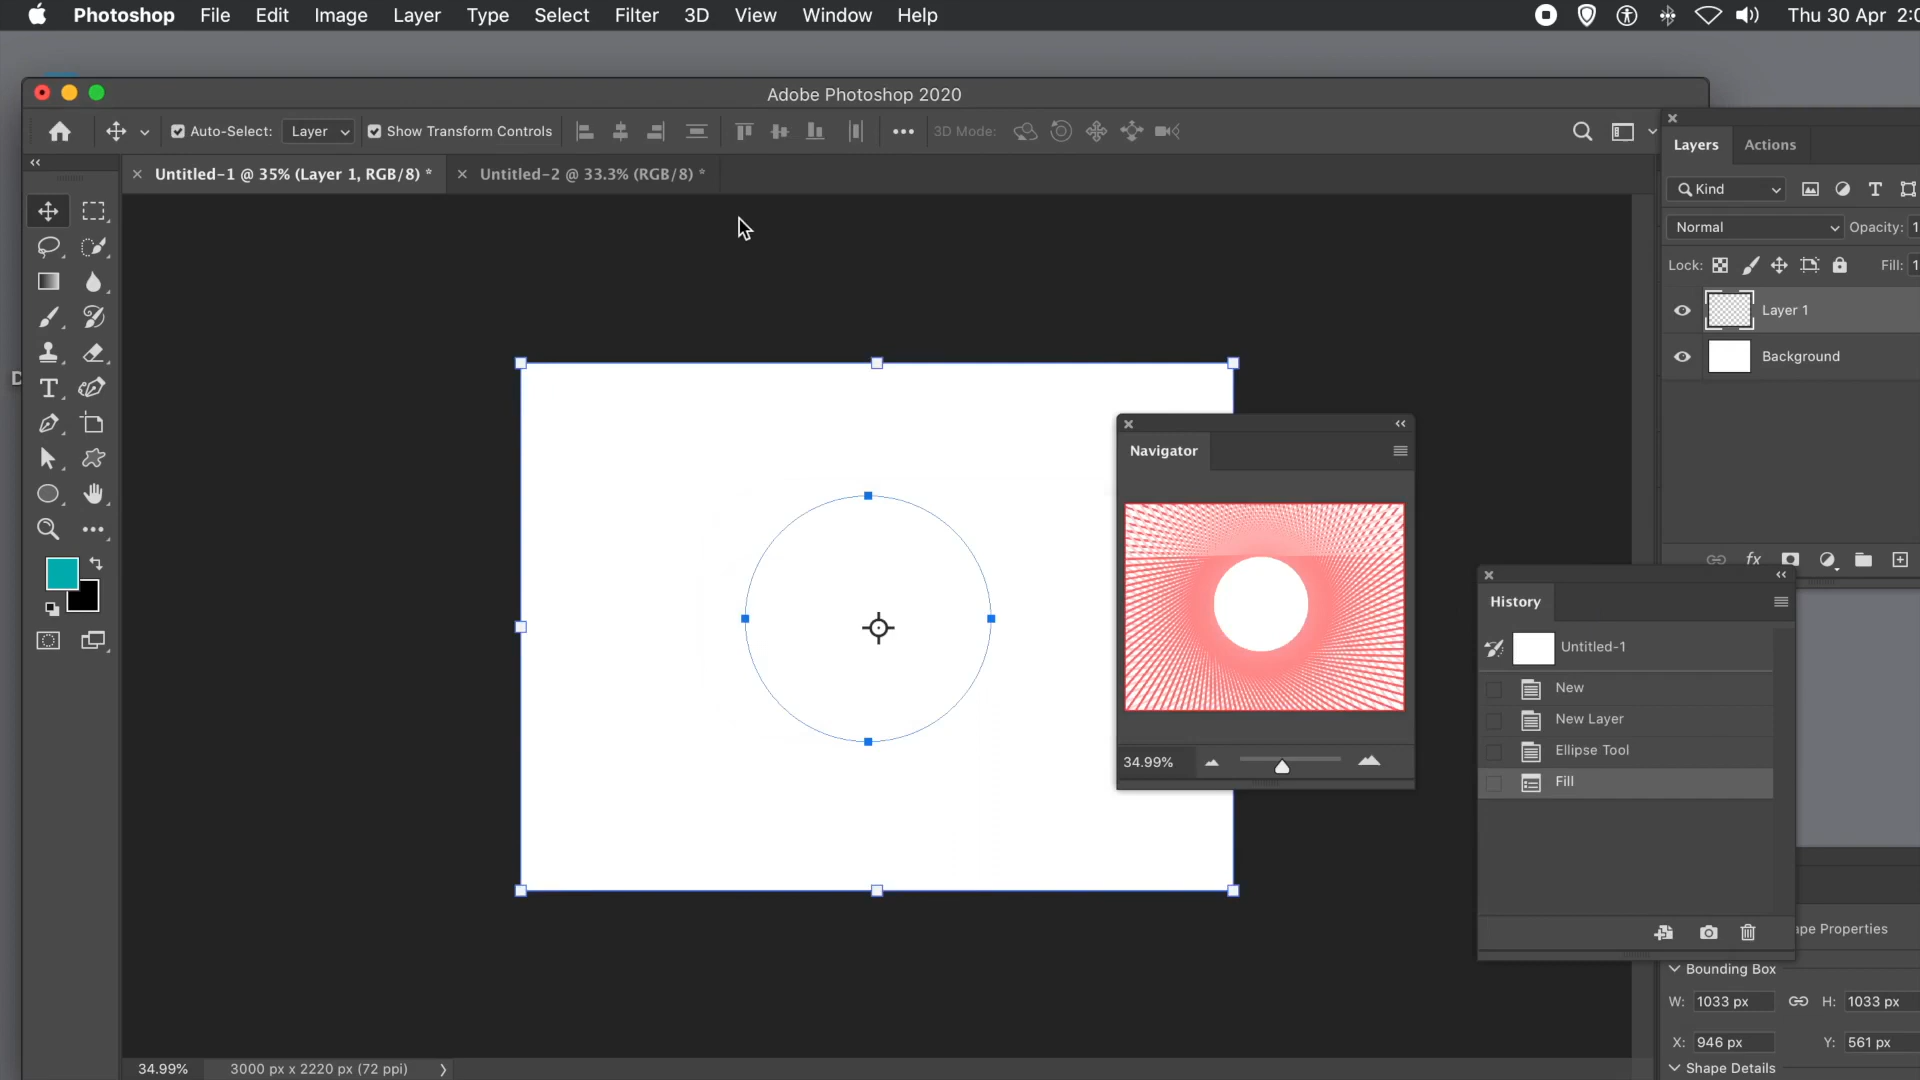 Photoshop File Edit Image Layer Type Select Filter 3D View Window Help Thu 30 Apr
Adobe Photoshop 2020
Auto-Select: Layer Show Transform Controls 3D Mode:
Untitled-1 @ 35% (Layer 1, RGB/8) * Untitled-2 @ 33.3% (RGB/8) *
Layers Actions
Kind
Normal Opacity:
Lock: Fill:
Layer 1
Background
Navigator
34.99%
History
Untitled-1
New
New Layer
Ellipse Tool
Fill
ape Properties
Bounding Box
W: 1033 px H: 1033 px
X: 946 px Y: 561 px
Shape Details
34.99% 3000 px x 2220 px (72 ppi)